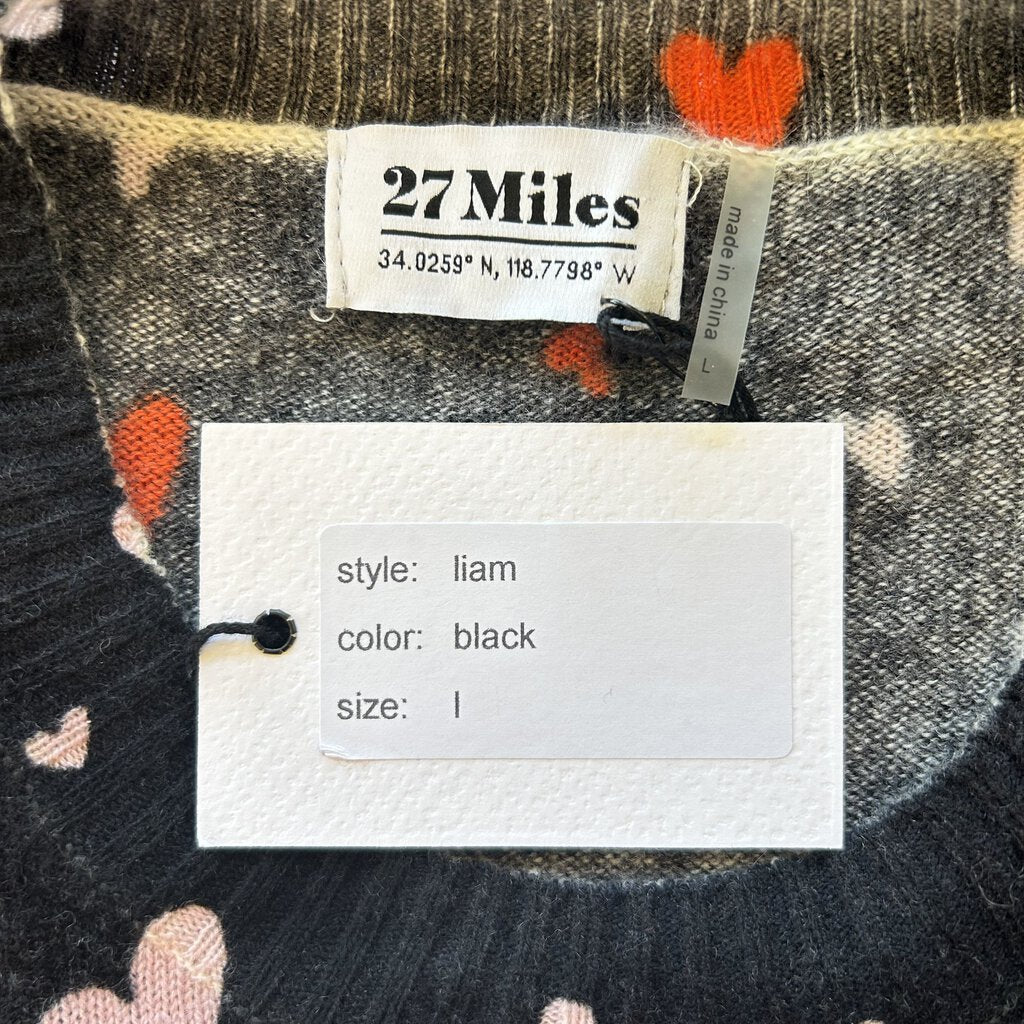 27 Miles
34.0259° N, 118.7798° W
made in china L
style: liam
color: black
size: l